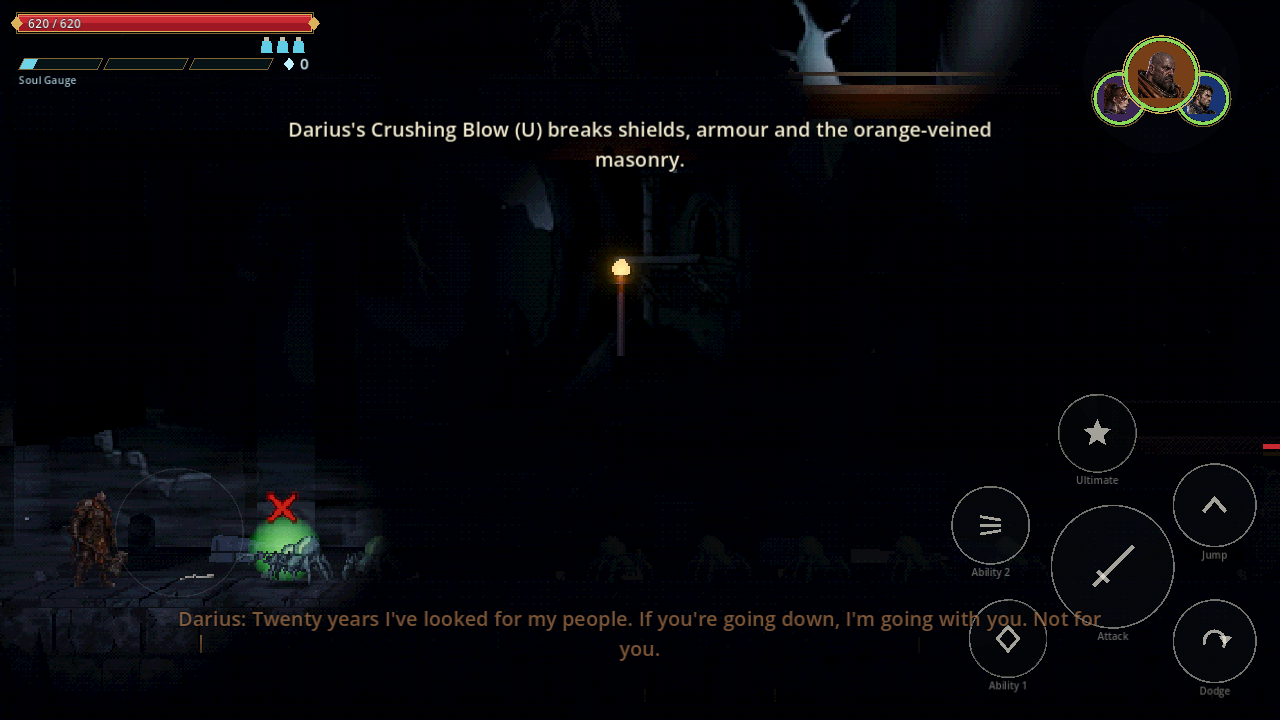 620 / 620
0
Soul Gauge
Darius's Crushing Blow (U) breaks shields, armour and the orange-veined
masonry.
Ultimate
Ability 2
Jump
Attack
Darius: Twenty years I've looked for my people. If you're going down, I'm going with you. Not for
you.
Ability 1
Dodge